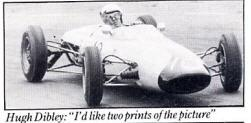 Hugh Dibley: "I'd like two prints of the picture"